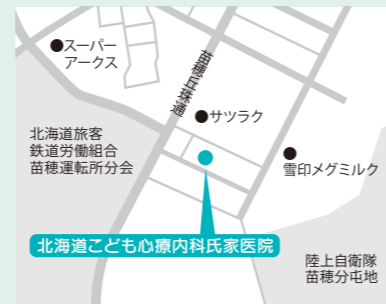 スーパー
アークス
苗穂丘珠通
サツラク
北海道旅客
鉄道労働組合
苗穂運転所分会
雪印メグミルク
北海道こども心療内科氏家医院
陸上自衛隊
苗穂分屯地